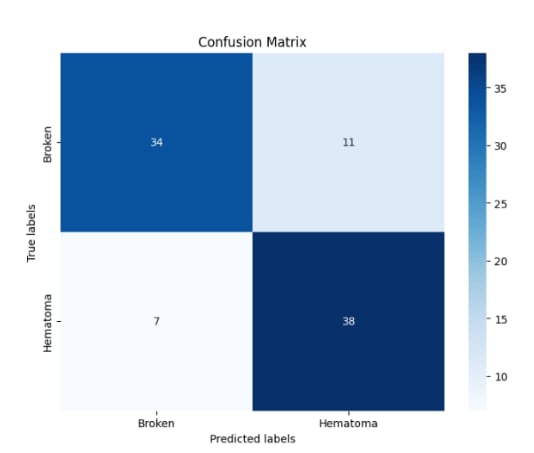 Confusion Matrix
True labels
Broken
34
11
Hematoma
7
38
Broken
Hematoma
Predicted labels
35
30
25
20
15
10